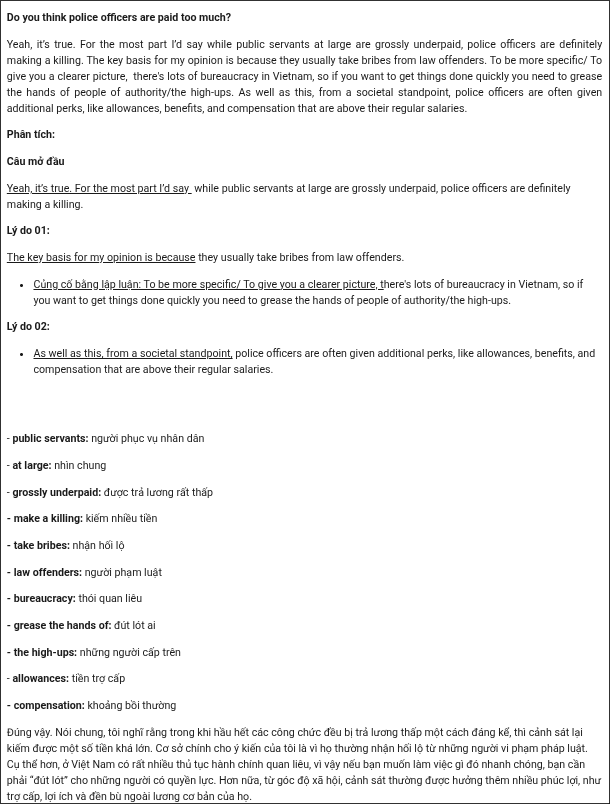 Do you think police officers are paid too much?
Yeah, it's true. For the most part I'd say while public servants at large are grossly underpaid, police officers are definitely
making a killing. The key basis for my opinion is because they usually take bribes from law offenders. To be more specific/ To
give you a clearer picture,  there's lots of bureaucracy in Vietnam, so if you want to get things done quickly you need to grease
the hands of people of authority/the high-ups. As well as this, from a societal standpoint, police officers are often given
additional perks, like allowances, benefits, and compensation that are above their regular salaries.
Phân tích:
Câu mở đầu
Yeah, it's true. For the most part I'd say  while public servants at large are grossly underpaid, police officers are definitely
making a killing.
Lý do 01:
The key basis for my opinion is because they usually take bribes from law offenders.
• Củng cố bằng lập luận: To be more specific/ To give you a clearer picture, there's lots of bureaucracy in Vietnam, so if
you want to get things done quickly you need to grease the hands of people of authority/the high-ups.
Lý do 02:
• As well as this, from a societal standpoint, police officers are often given additional perks, like allowances, benefits, and
compensation that are above their regular salaries.
- public servants: người phục vụ nhân dân
- at large: nhìn chung
- grossly underpaid: được trả lương rất thấp
- make a killing: kiếm nhiều tiền
- take bribes: nhận hối lộ
- law offenders: người phạm luật
- bureaucracy: thói quan liêu
- grease the hands of: đút lót ai
- the high-ups: những người cấp trên
- allowances: tiền trợ cấp
- compensation: khoảng bồi thường
Đúng vậy. Nói chung, tôi nghĩ rằng trong khi hầu hết các công chức đều bị trả lương thấp một cách đáng kể, thì cảnh sát lại
kiếm được một số tiền khá lớn. Cơ sở chính cho ý kiến của tôi là vì họ thường nhận hối lộ từ những người vi phạm pháp luật.
Cụ thể hơn, ở Việt Nam có rất nhiều thủ tục hành chính quan liêu, vì vậy nếu bạn muốn làm việc gì đó nhanh chóng, bạn cần
phải “đút lót” cho những người có quyền lực. Hơn nữa, từ góc độ xã hội, cảnh sát thường được hưởng thêm nhiều phúc lợi, như
trợ cấp, lợi ích và đền bù ngoài lương cơ bản của họ.